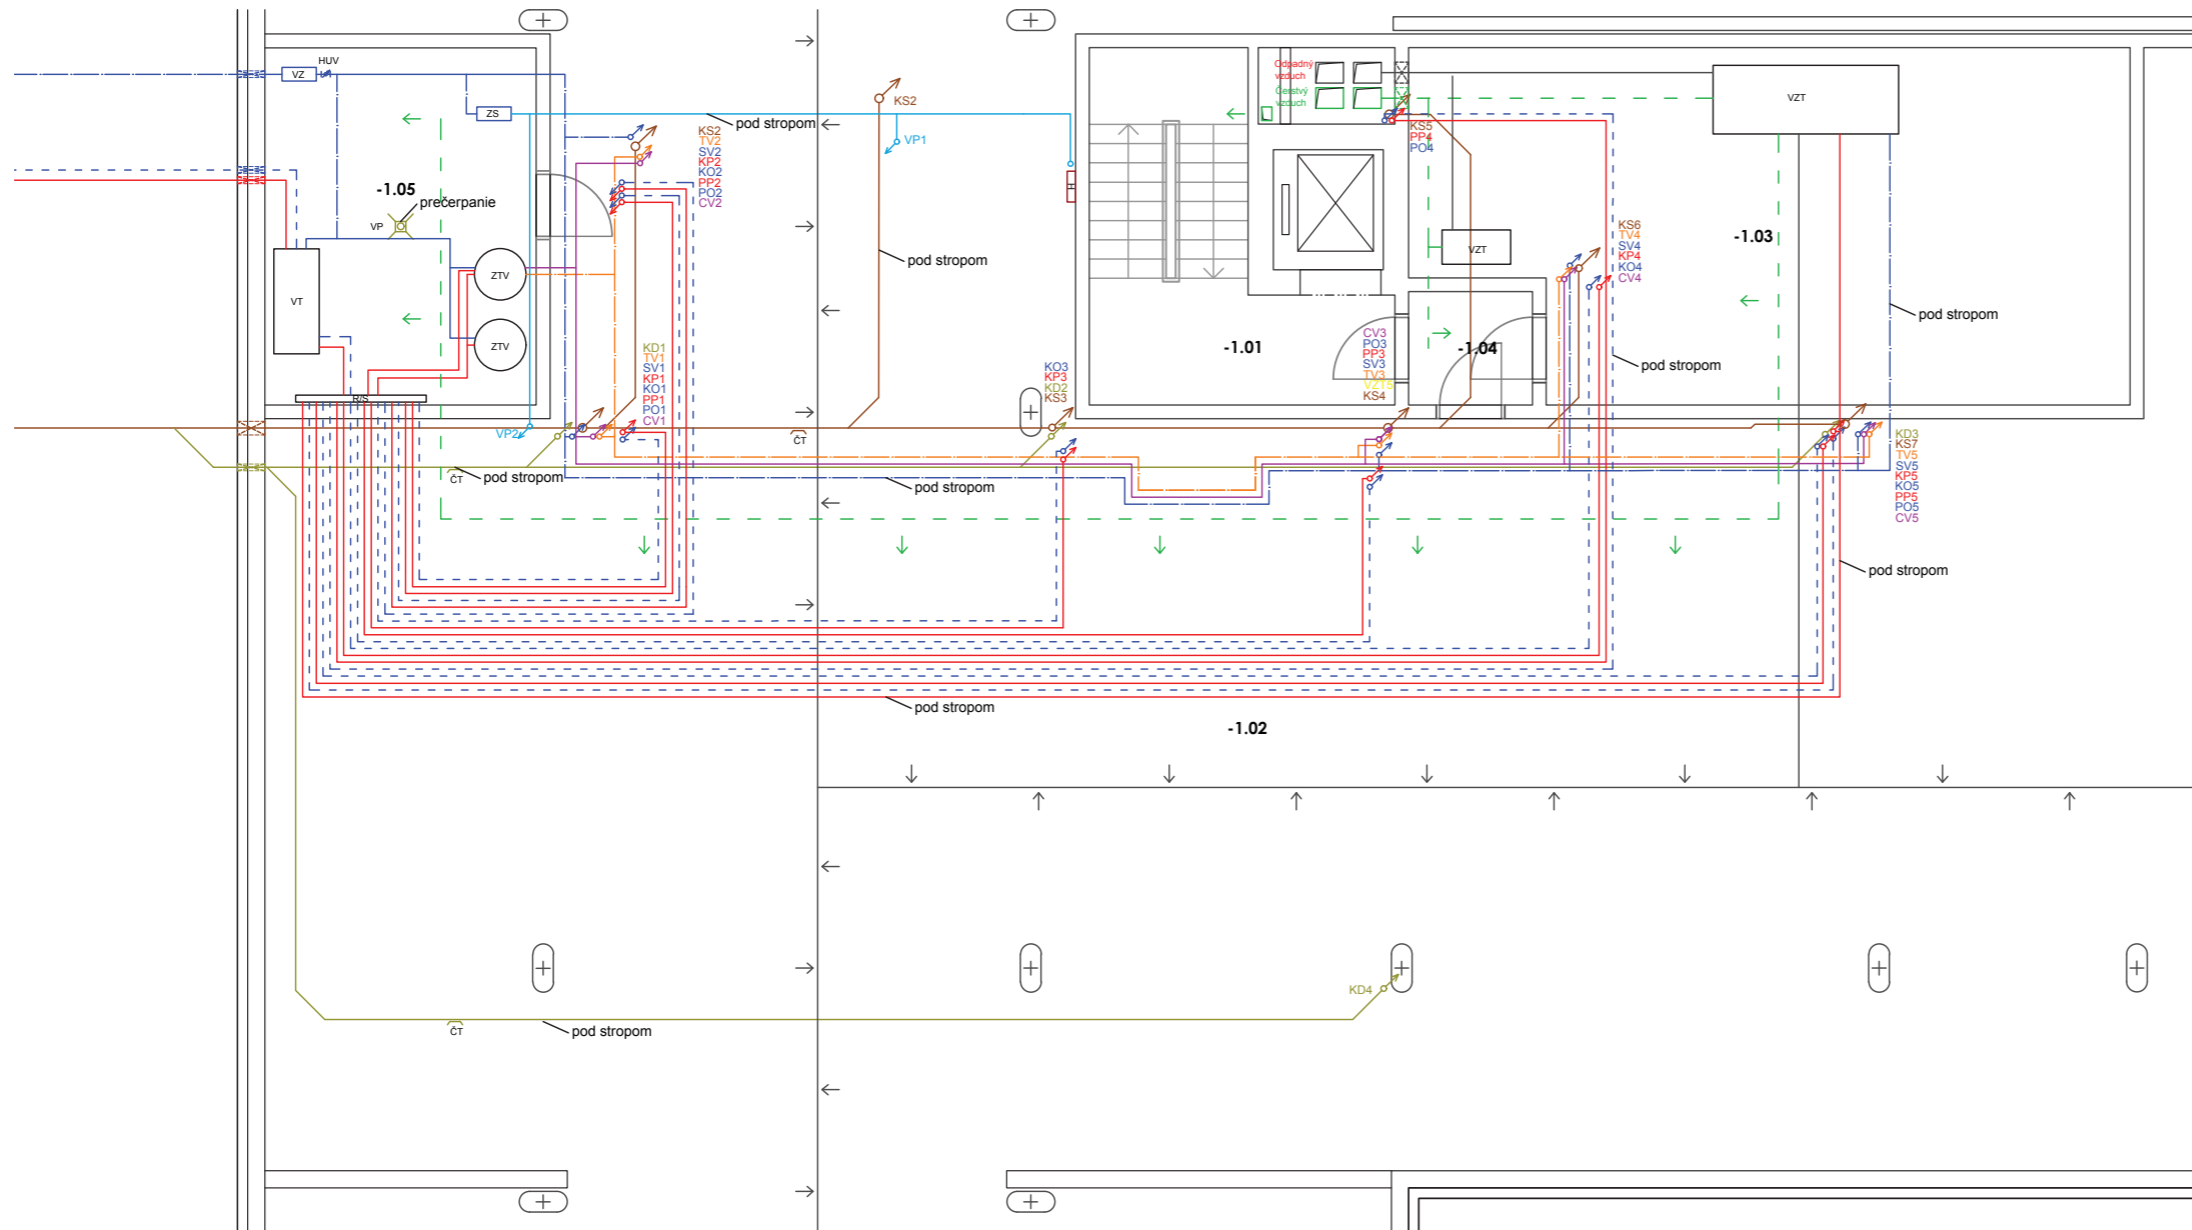 HUV
VZ
ZS
KS2
pod stropom
VP1
KS2
TV2
SV2
KP2
KO2
PP2
PO2
CV2
-1.05
prečerpanie
VP
ZTV
ZTV
VT
R/S
KD1
TV1
SV1
KP1
KO1
PP1
PO1
CV1
VP2
ČT
pod stropom
pod stropom
ČT
pod stropom
KO3
KP3
KD2
KS3
H
Odpadný
vzduch
Čerstvý
vzduch
KS5
PP4
PO4
VZT
VZT
-1.01
CV3
PO3
PP3
SV3
TV3
VZT5
KS4
-1.04
KS6
TV4
SV4
KP4
KO4
CV4
-1.03
pod stropom
pod stropom
KD3
KS7
TV5
SV5
KP5
KO5
PP5
PO5
CV5
pod stropom
pod stropom
-1.02
KD4
ČT
pod stropom